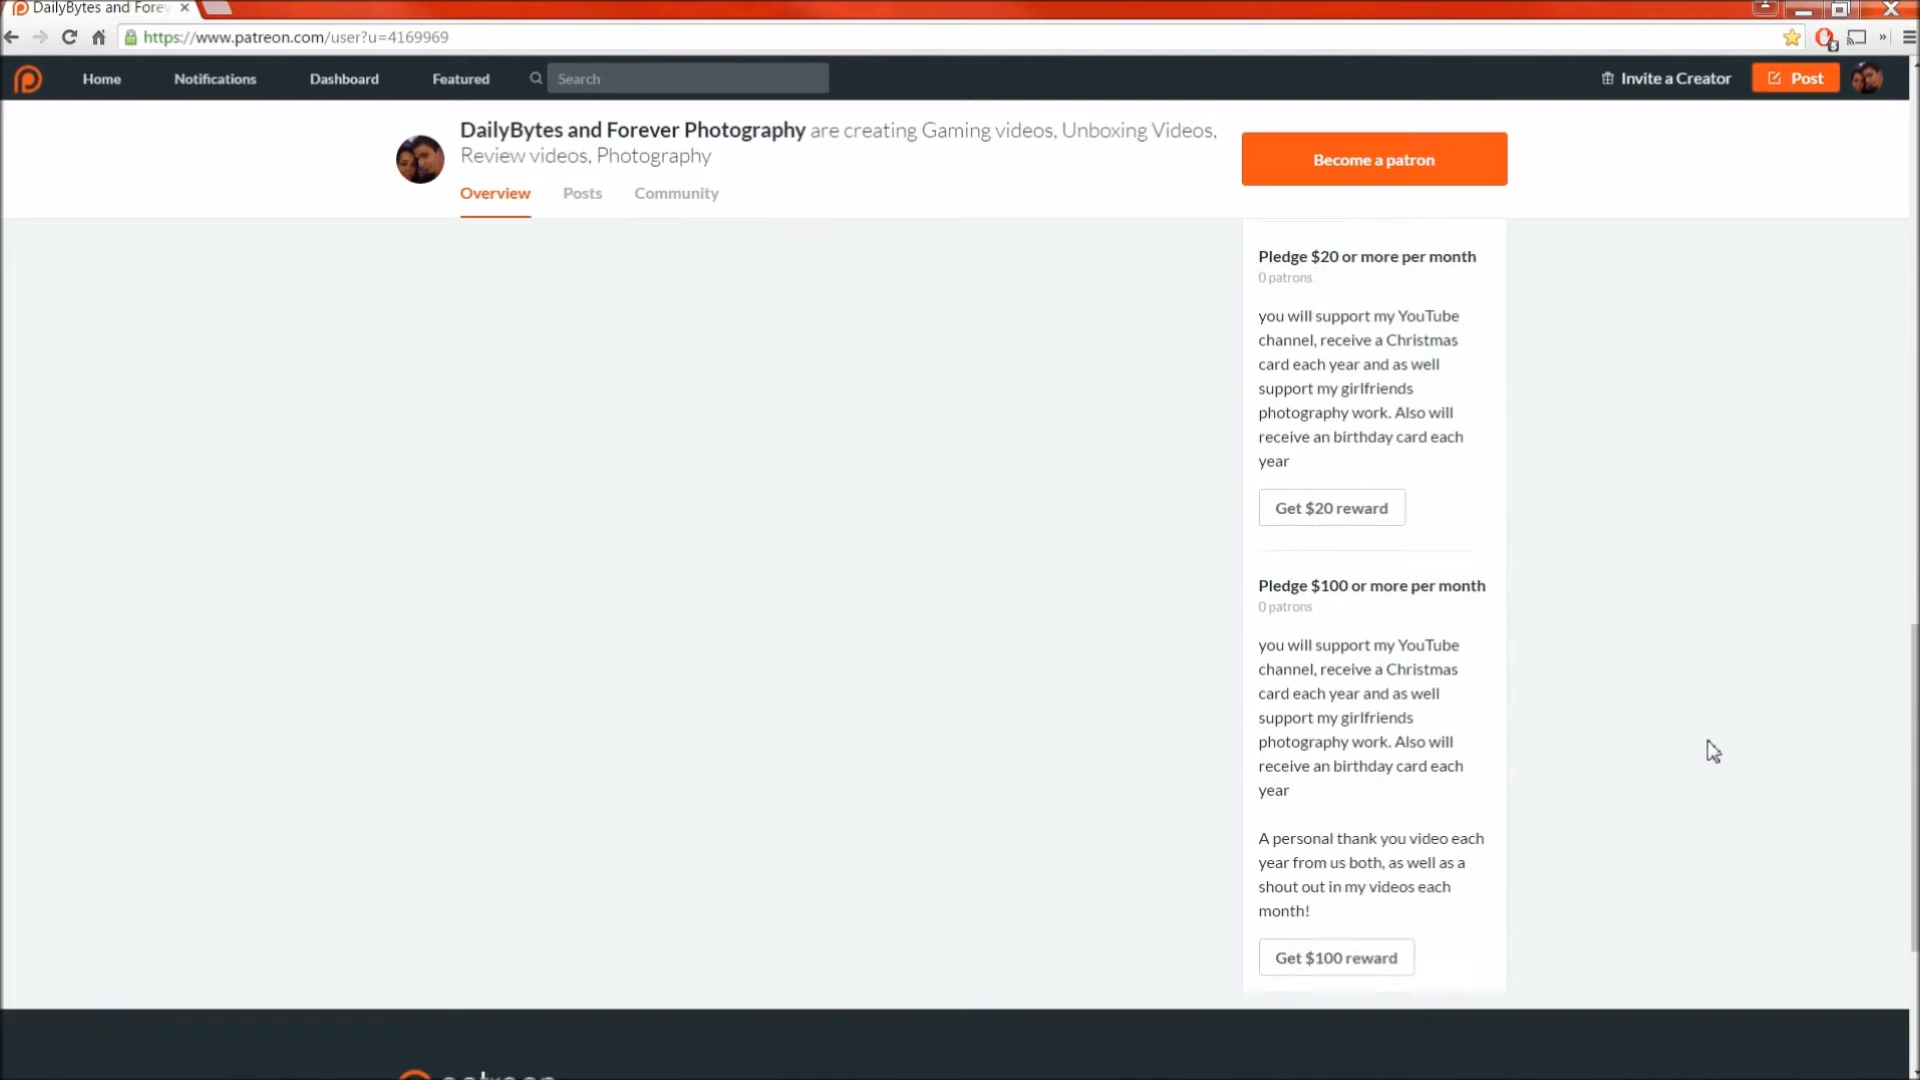 DailyBytes and Forev
https://www.patreon.com/user?u=4169969
Home Notifications Dashboard Featured Search Invite a Creator Post
DailyBytes and Forever Photography are creating Gaming videos, Unboxing Videos,
Review videos, Photography
Become a patron
Overview Posts Community
Pledge $20 or more per month
0 patrons
you will support my YouTube
channel, receive a Christmas
card each year and as well
support my girlfriends
photography work. Also will
receive an birthday card each
year
Get $20 reward
Pledge $100 or more per month
0 patrons
you will support my YouTube
channel, receive a Christmas
card each year and as well
support my girlfriends
photography work. Also will
receive an birthday card each
year
A personal thank you video each
year from us both, as well as a
shout out in my videos each
month!
Get $100 reward
patreon